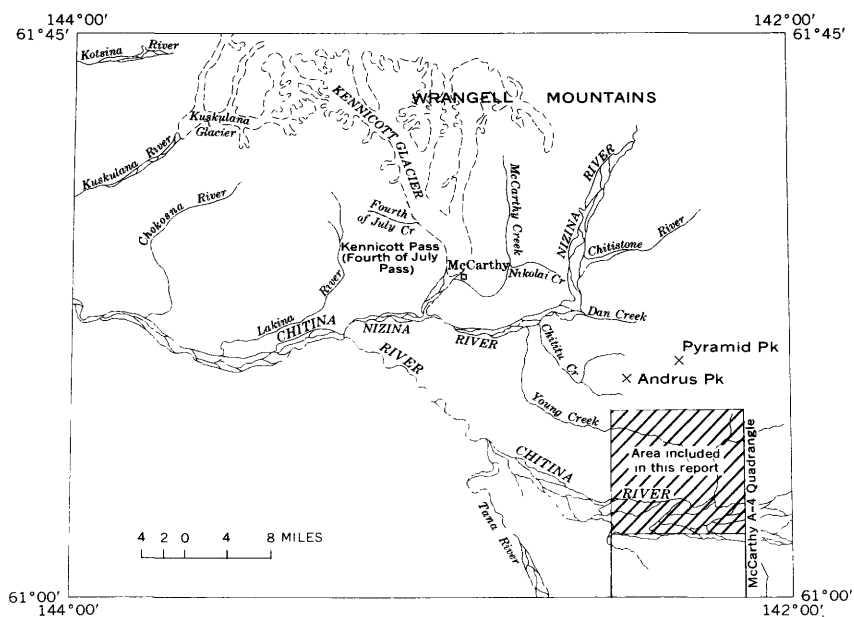 144°00'
142°00'
61°45'
61°45'
Kotsina River
WRANGELL MOUNTAINS
KENNICOTT GLACIER
Kuskulana
Glacier
Kuskulana River
Chokosna River
McCarthy Creek
NIZINA RIVER
Fourth
of July Cr
Chitistone River
Kennicott Pass
(Fourth of July
Pass)
McCarthy
Nikolai Cr
Lakina River
Dan Creek
CHITINA
RIVER
NIZINA
RIVER
Chititu Cr
Pyramid Pk
Andrus Pk
Young Creek
McCarthy A-4 Quadrangle
Area included
in this report
CHITINA
RIVER
Tana River
4 2 0 4 8 MILES
61°00'
61°00'
144°00'
142°00'